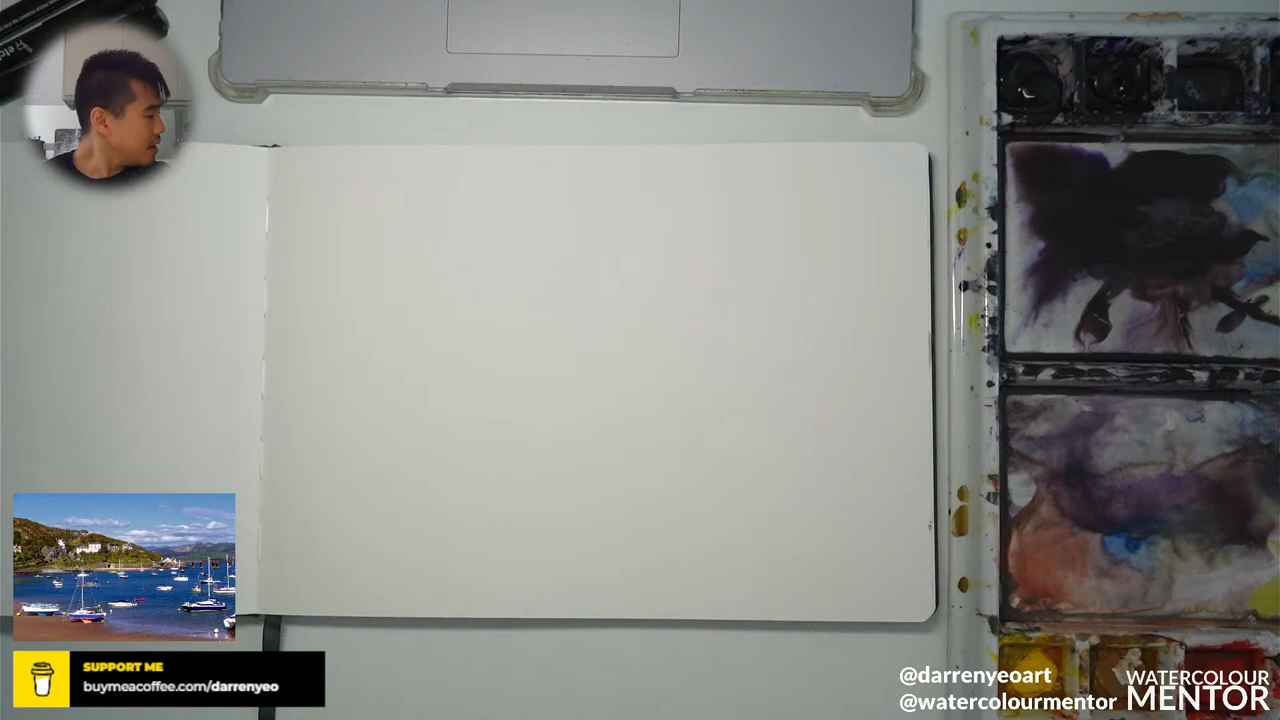 SUPPORT ME
buymeacoffee.com/darrenyeo
@darrenyeoart
@watercolourmentor
WATERCOLOUR
MENTOR